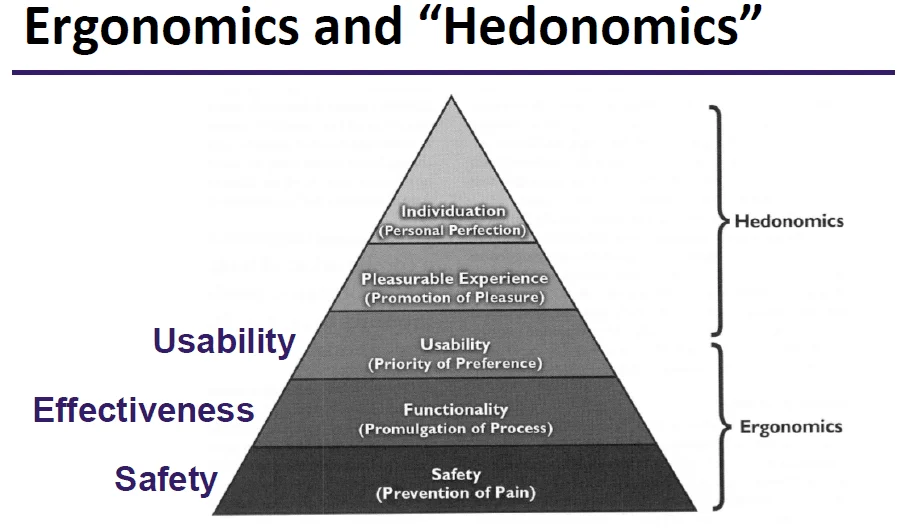 Ergonomics and “Hedonomics”
Individuation
(Personal Perfection)
Hedonomics
Pleasurable Experience
(Promotion of Pleasure)
Usability
Usability
(Priority of Preference)
Effectiveness
Functionality
(Promulgation of Process)
Ergonomics
Safety
Safety
(Prevention of Pain)